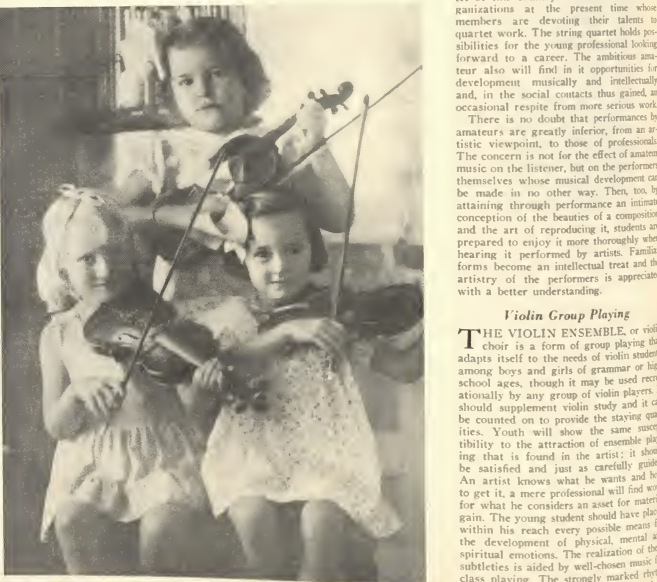 ganizations at the present time whose
members are devoting their talents to
quartet work. The string quartet holds pos-
sibilities for the young professional looking
forward to a career. The ambitious ama-
teur also will find in it opportunities for
development musically and intellectually
and, in the social contacts thus gained, an
occasional respite from more serious work.
There is no doubt that performances by
amateurs are greatly inferior, from an ar-
tistic viewpoint, to those of professionals.
The concern is not for the effect of amateur
music on the listener, but on the performers
themselves whose musical development can
be made in no other way. Then, too, by
attaining through performance an intimate
conception of the beauties of a composition
and the art of reproducing it, students are
prepared to enjoy it more thoroughly when
hearing it performed by artists. Familiar
forms become an intellectual treat and the
artistry of the performers is appreciated
with a better understanding.
Violin Group Playing
THE VIOLIN ENSEMBLE, or violin
choir is a form of group playing tha
adapts itself to the needs of violin student
among boys and girls of grammar or hig
school ages, though it may be used recre
ationally by any group of violin players.
should supplement violin study and it ca
be counted on to provide the staying qua
ities. Youth will show the same suscep
tibility to the attraction of ensemble play
ing that is found in the artist; it shoul
be satisfied and just as carefully guide
An artist knows what he wants and ho
to get it, a mere professional will find wo
for what he considers an asset for materi
gain. The young student should have plac
within his reach every possible means f
the development of physical, mental a
spiritual emotions. The realization of the
subtleties is aided by well-chosen music f
class playing. The strongly marked rhyt